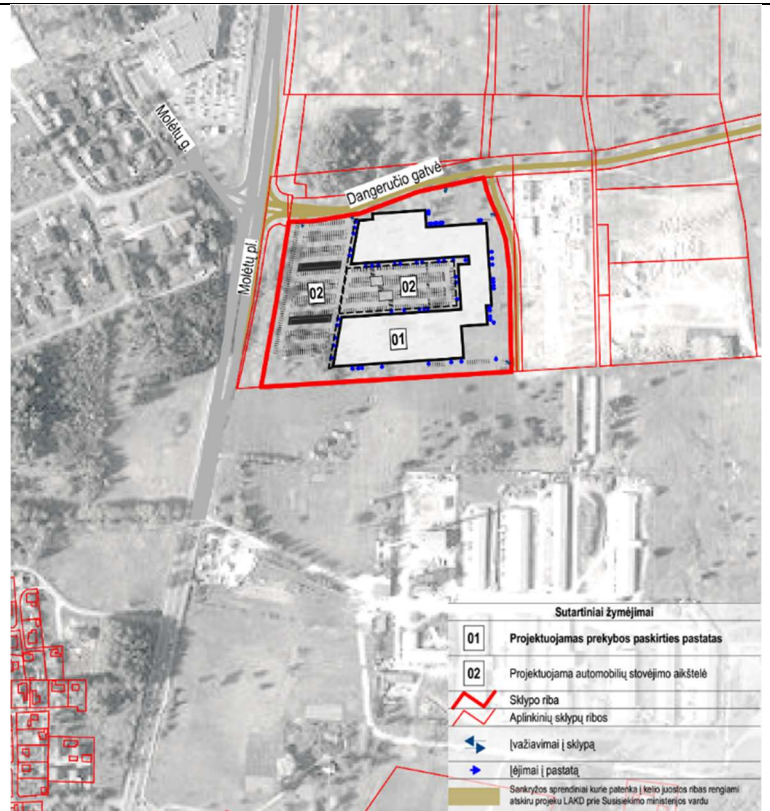 Molėtų g.
Dangeručio gatvė
Molėtų pl.
02
02
01
Sutartiniai žymėjimai
01 Projektuojamas prekybos paskirties pastatas
02 Projektuojama automobilių stovėjimo aikštelė
Sklypo riba
Aplinkinių sklypų ribos
Įvažiavimai į sklypą
Įėjimai į pastatą
Sankryžos sprendiniai kurie patenka į kelio juostos ribas rengiami
atskiru projeku LAKD prie Susisiekimo ministerijos vardu